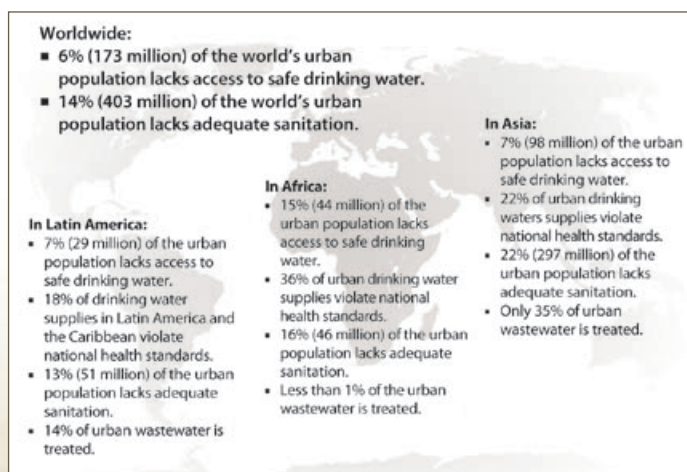 Worldwide:
▪ 6% (173 million) of the world's urban
population lacks access to safe drinking water.
▪ 14% (403 million) of the world's urban
population lacks adequate sanitation.
In Latin America:
▪ 7% (29 million) of the urban
population lacks access to
safe drinking water.
▪ 18% of drinking water
supplies in Latin America and
the Caribbean violate
national health standards.
▪ 13% (51 million) of the urban
population lacks adequate
sanitation.
▪ 14% of urban wastewater is
treated.
In Africa:
▪ 15% (44 million) of the
urban population lacks
access to safe drinking
water.
▪ 36% of urban drinking water
supplies violate national
health standards.
▪ 16% (46 million) of the urban
population lacks adequate
sanitation.
▪ Less than 1% of the urban
wastewater is treated.
In Asia:
▪ 7% (98 million) of the urban
population lacks access to
safe drinking water.
▪ 22% of urban drinking
waters supplies violate
national health standards.
▪ 22% (297 million) of the
urban population lacks
adequate sanitation.
▪ Only 35% of urban
wastewater is treated.